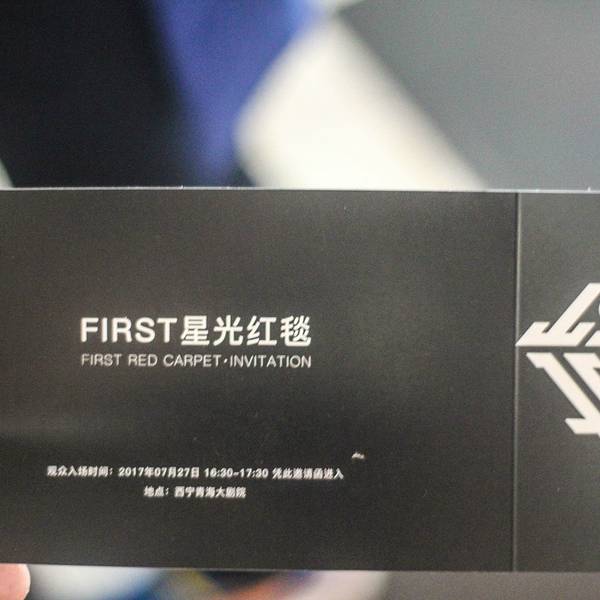 FIRST星光红毯
FIRST RED CARPET·INVITATION
观众入场时间：2017年07月27日 16:30-17:30 凭此邀请函进入
地点：西宁青海大剧院